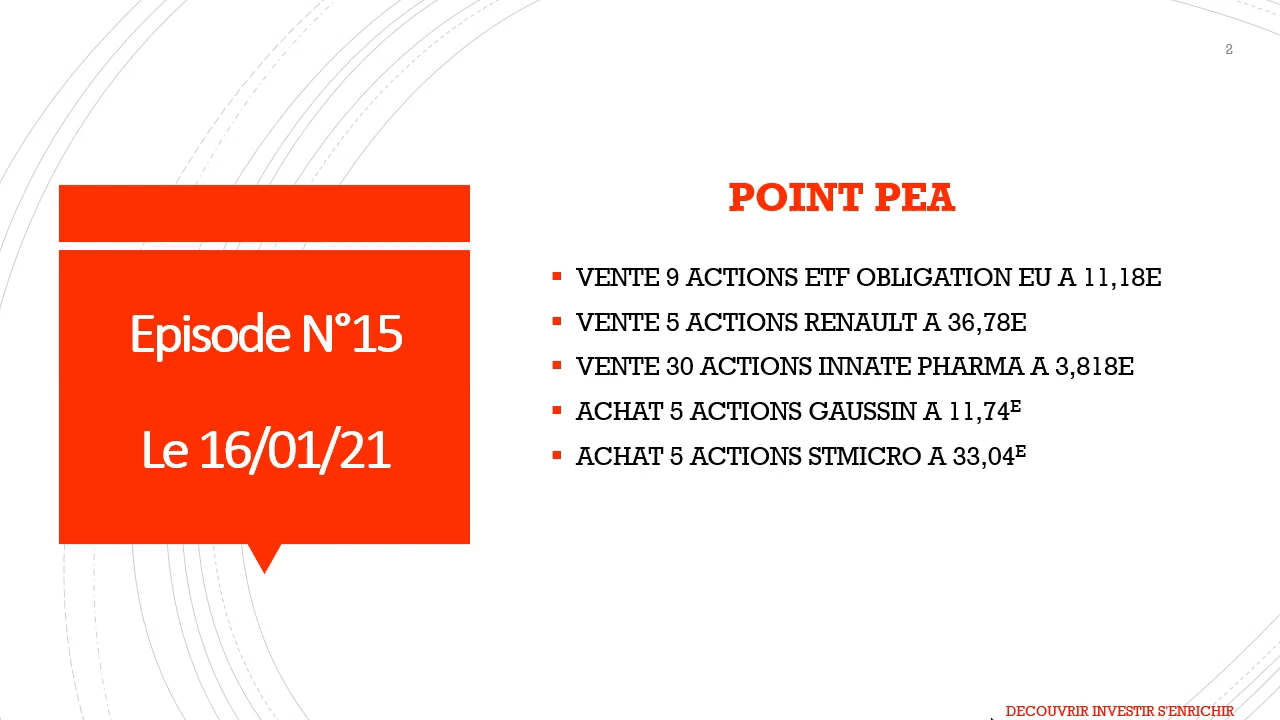 2
Episode N°15
Le 16/01/21
POINT PEA
VENTE 9 ACTIONS ETF OBLIGATION EU A 11,18E
VENTE 5 ACTIONS RENAULT A 36,78E
VENTE 30 ACTIONS INNATE PHARMA A 3,818E
ACHAT 5 ACTIONS GAUSSIN A 11,74ᴱ
ACHAT 5 ACTIONS STMICRO A 33,04ᴱ
DECOUVRIR INVESTIR S'ENRICHIR